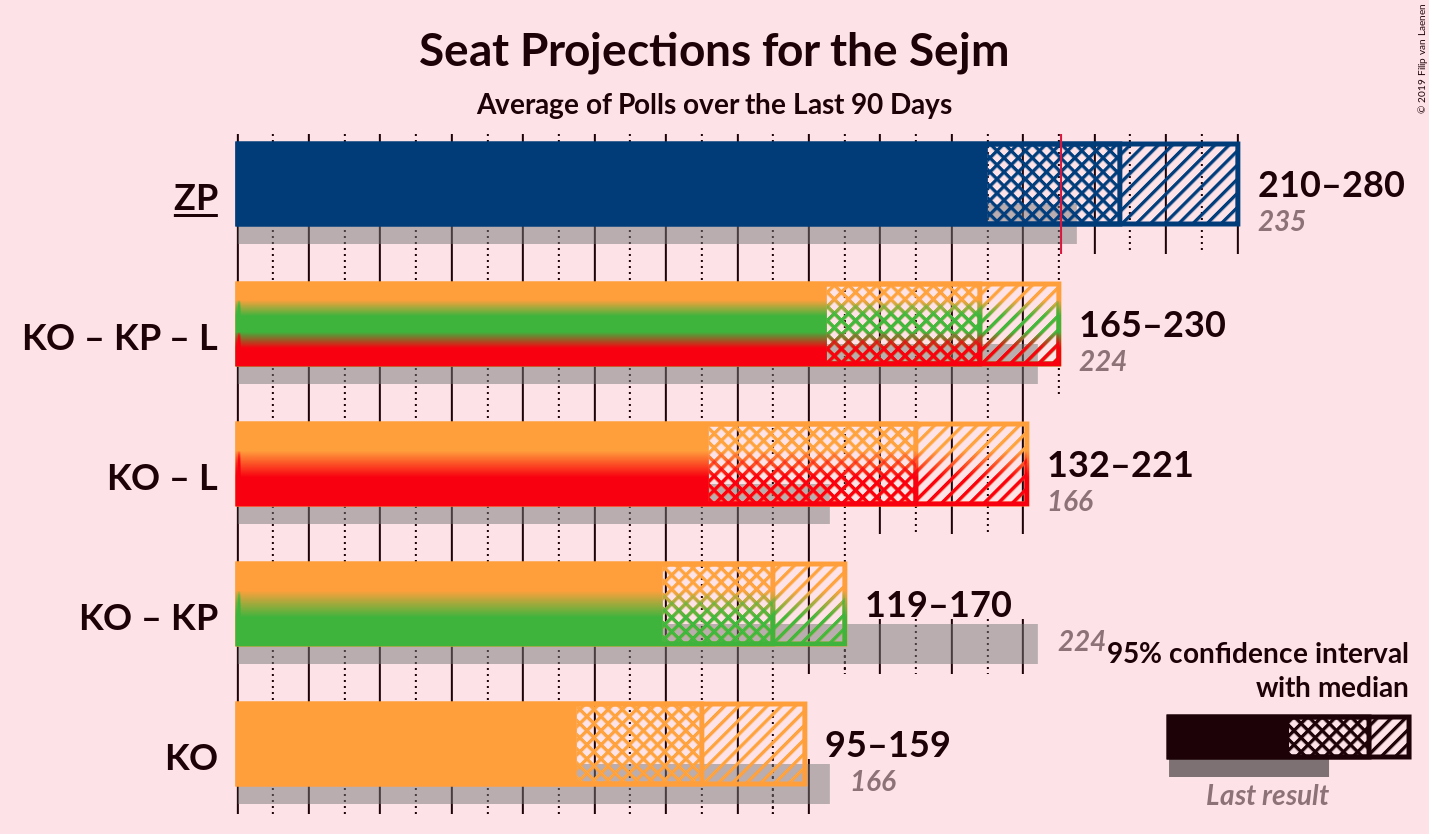 Seat Projections for the Sejm
Average of Polls over the Last 90 Days
© 2019 Filip van Laenen
ZP
210–280
235
KO – KP – L
165–230
224
KO – L
132–221
166
KO – KP
119–170
224
95% confidence interval
with median
Last result
KO
95–159
166